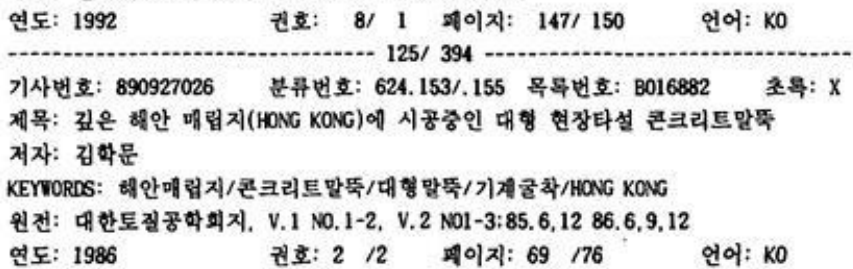 연도: 1992 권호: 8/ 1 페이지: 147/ 150 언어: KO
-------------------------------- 125/ 394 --------------------------------
기사번호: 890927026 분류번호: 624.153/.155 목록번호: B016882 초록: X
제목: 깊은 해안 매립지(HONG KONG)에 시공중인 대형 현장타설 콘크리트말뚝
저자: 김학문
KEYWORDS: 해안매립지/콘크리트말뚝/대형말뚝/기계굴착/HONG KONG
원전: 대한토질공학회지, V.1 NO.1-2, V.2 NO1-3:85.6,12 86.6,9,12
연도: 1986 권호: 2 /2 페이지: 69 /76 언어: KO